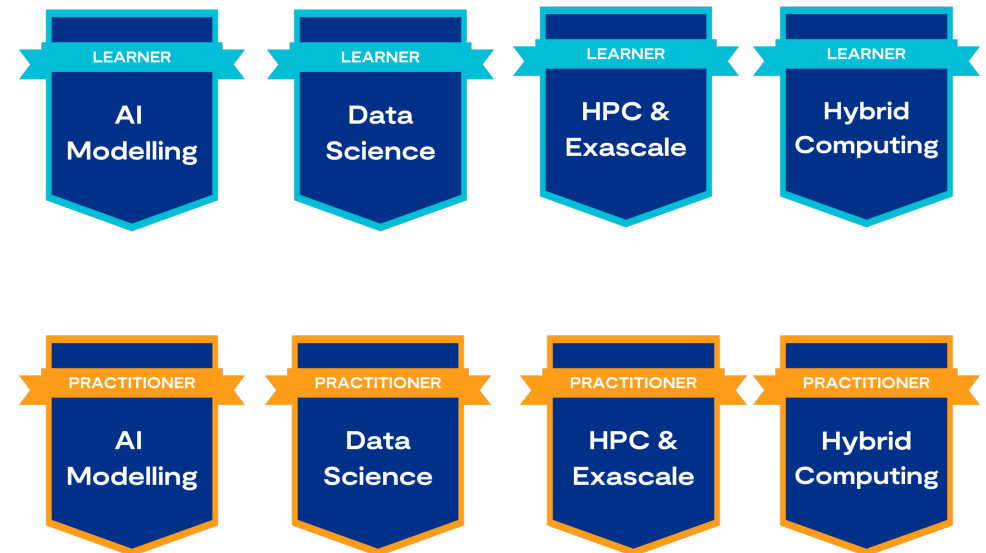 LEARNER
AI
Modelling
LEARNER
Data
Science
LEARNER
HPC &
Exascale
LEARNER
Hybrid
Computing
PRACTITIONER
AI
Modelling
PRACTITIONER
Data
Science
PRACTITIONER
HPC &
Exascale
PRACTITIONER
Hybrid
Computing